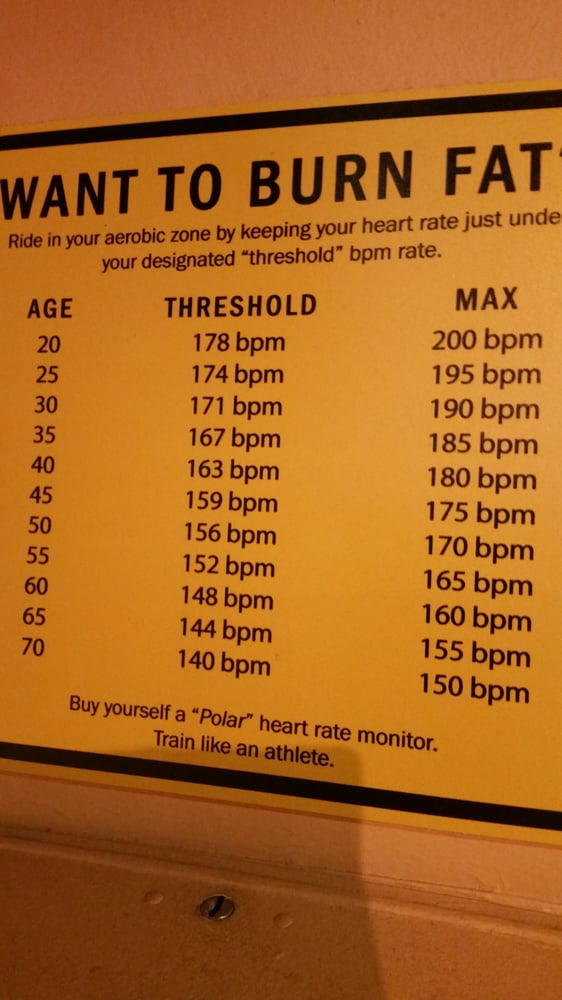 WANT TO BURN FAT
Ride in your aerobic zone by keeping your heart rate just unde
your designated “threshold” bpm rate.
AGE THRESHOLD MAX
20 178 bpm 200 bpm
25 174 bpm 195 bpm
30 171 bpm 190 bpm
35 167 bpm 185 bpm
40 163 bpm 180 bpm
45 159 bpm 175 bpm
50 156 bpm 170 bpm
55 152 bpm 165 bpm
60 148 bpm 160 bpm
65 144 bpm 155 bpm
70 140 bpm 150 bpm
Buy yourself a “Polar” heart rate monitor.
Train like an athlete.